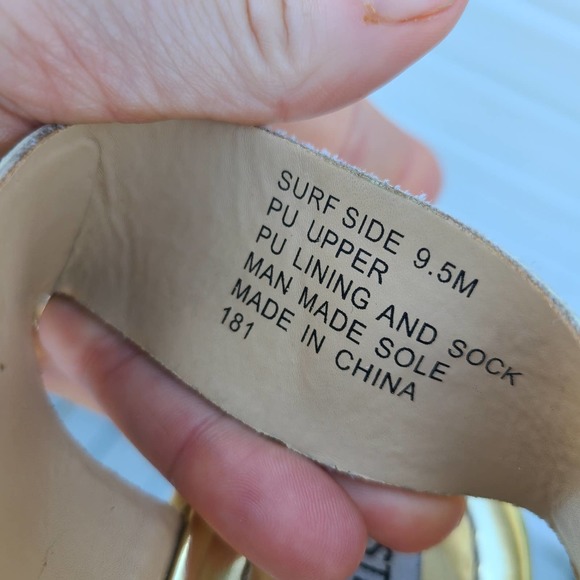 SURF SIDE 9.5M
PU UPPER
PU LINING AND SOCK
MAN MADE SOLE
MADE IN CHINA
181